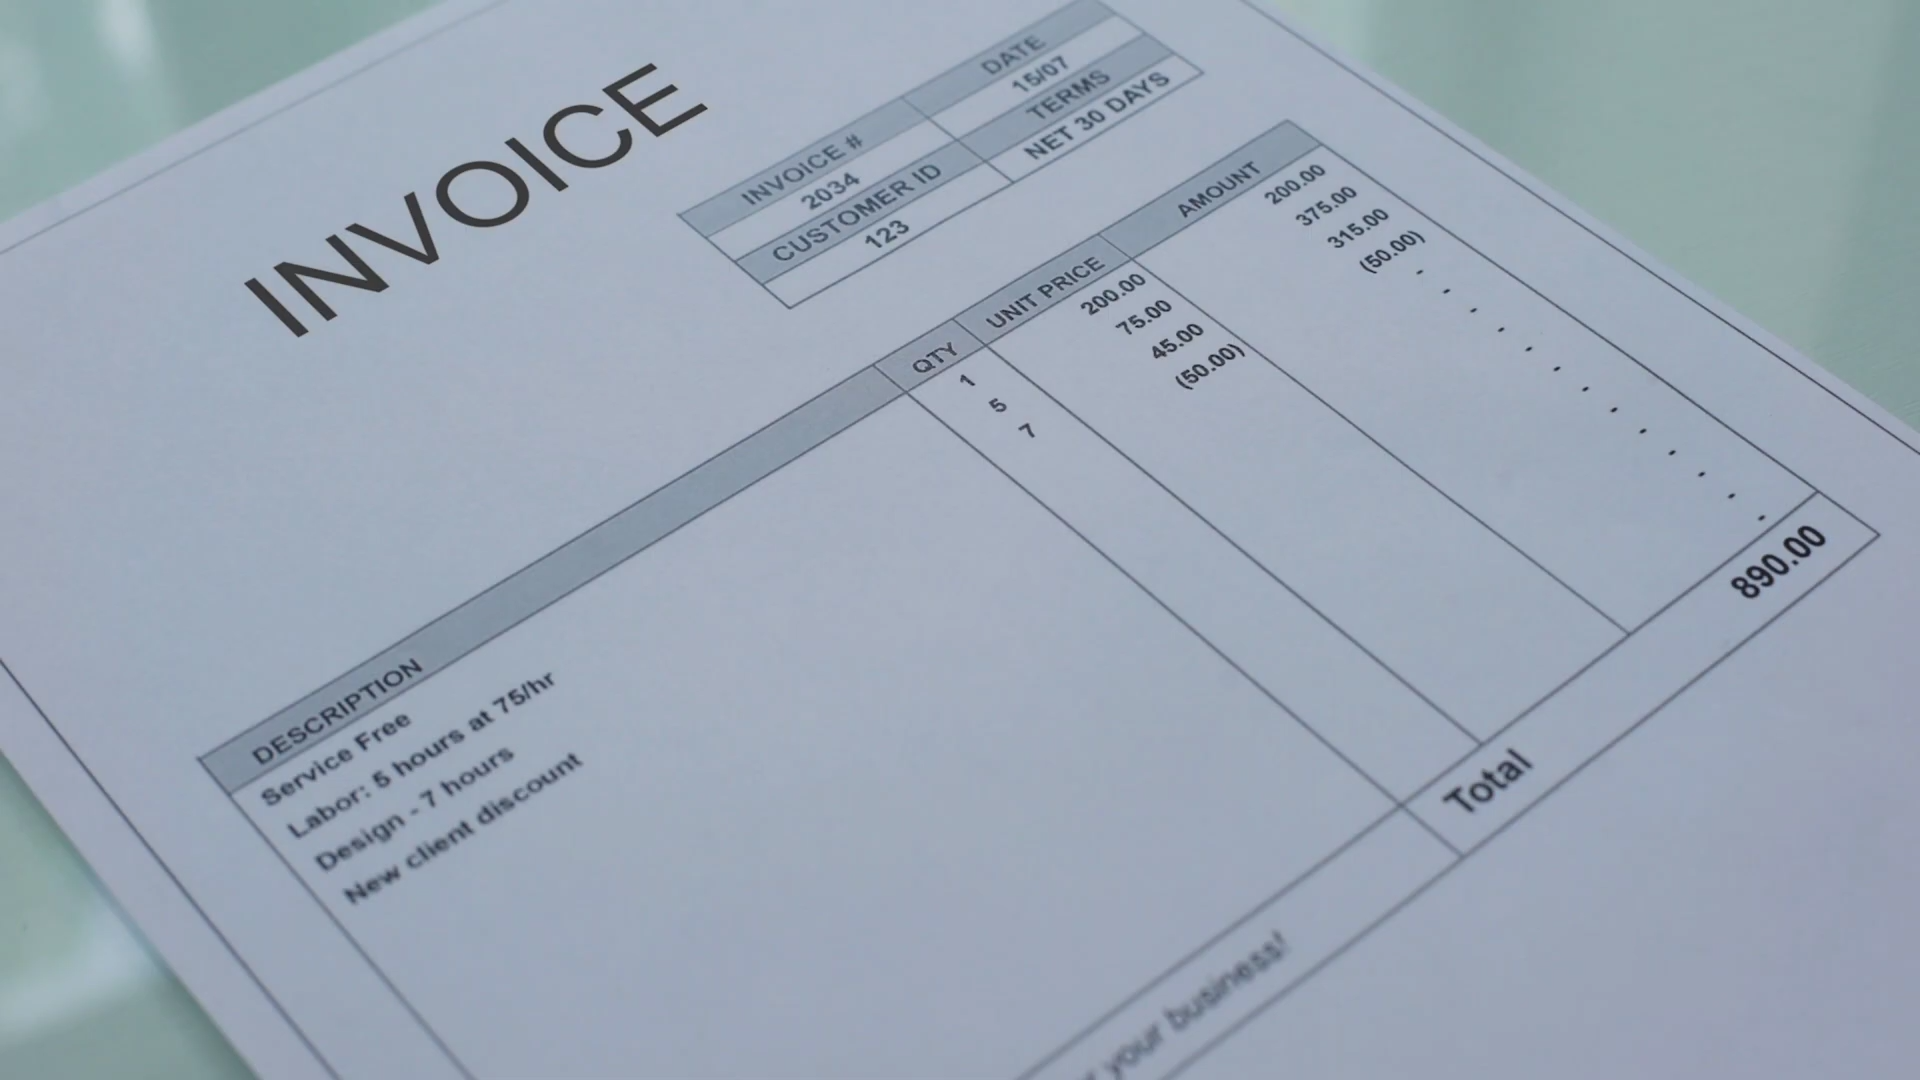 INVOICE
INVOICE # DATE
2034 15/07
CUSTOMER ID TERMS
123 NET 30 DAYS
DESCRIPTION QTY UNIT PRICE AMOUNT
Service Free 1 200.00 200.00
Labor: 5 hours at 75/hr 5 75.00 375.00
Design - 7 hours 7 45.00 315.00
New client discount (50.00) (50.00)
-
-
-
-
-
-
-
-
-
-
-
-
-
Total 890.00
your business!